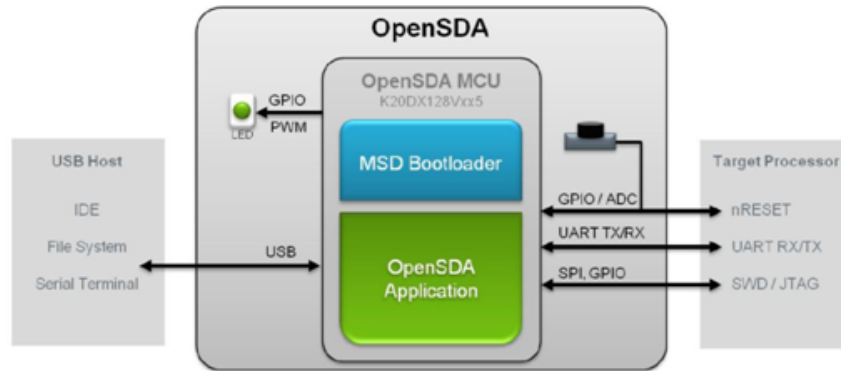 OpenSDA
OpenSDA MCU
K20DX128Vxx5
GPIO
PWM
LED
MSD Bootloader
USB Host
IDE
File System
Serial Terminal
USB
OpenSDA
Application
GPIO / ADC
UART TX/RX
SPI, GPIO
Target Processor
nRESET
UART RX/TX
SWD / JTAG